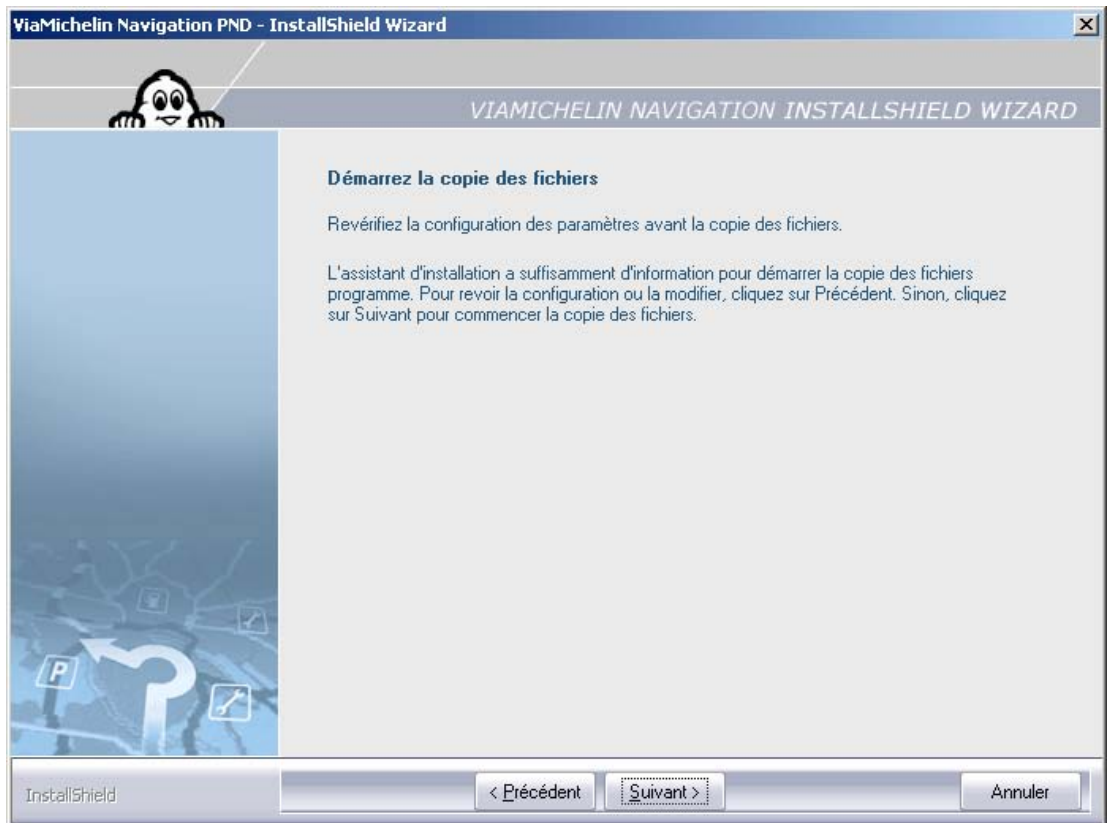 ViaMichelin Navigation PND - InstallShield Wizard
VIAMICHELIN NAVIGATION INSTALLSHIELD WIZARD
Démarrez la copie des fichiers
Revérifiez la configuration des paramètres avant la copie des fichiers.
L'assistant d'installation a suffisamment d'information pour démarrer la copie des fichiers
programme. Pour revoir la configuration ou la modifier, cliquez sur Précédent. Sinon, cliquez
sur Suivant pour commencer la copie des fichiers.
P
InstallShield
< Précédent
Suivant >
Annuler